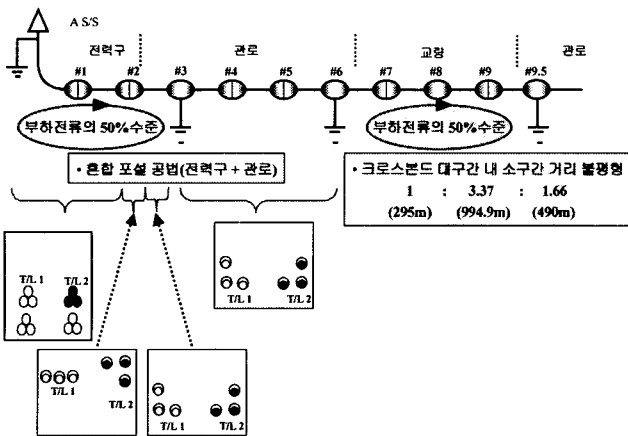 A S/S
전력구 관로 교량 관로
#1 #2 #3 #4 #5 #6 #7 #8 #9 #9.5
부하전류의 50%수준 부하전류의 50%수준
• 혼합 포설 공법(전력구 + 관로)
• 크로스본드 대구간 내 소구간 거리 불평형
1 : 3.37 : 1.66
(295m) (994.9m) (490m)
T/L 1 T/L 2
T/L 1 T/L 2
T/L 1
T/L 2
T/L 1 T/L 2